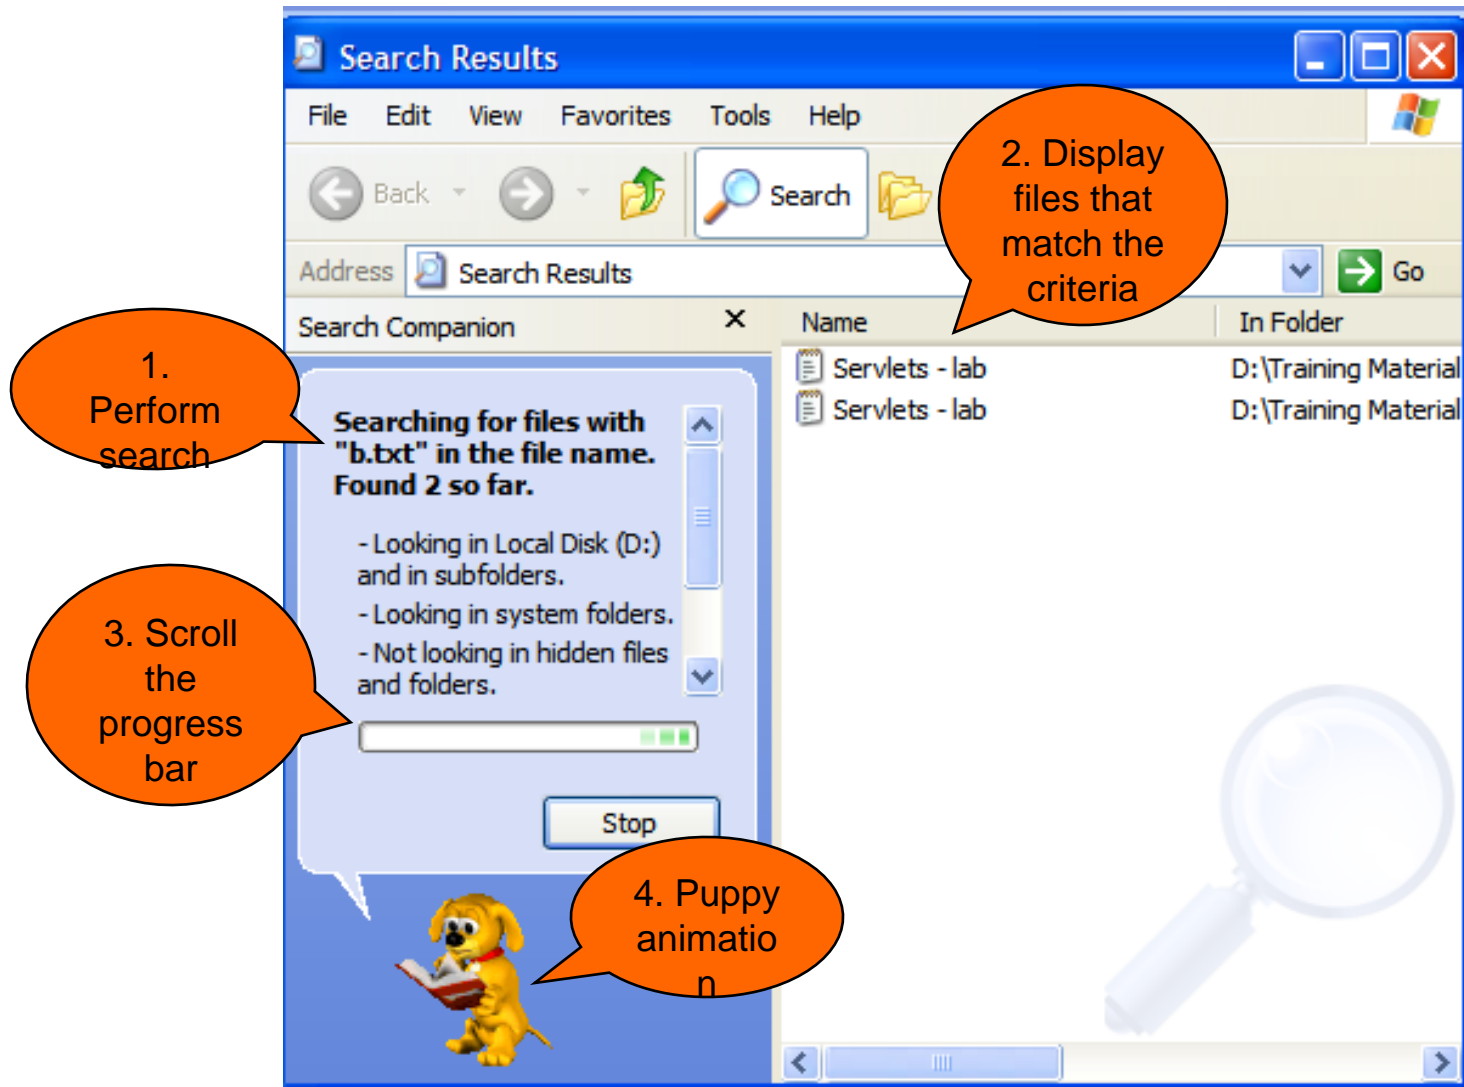 Search Results
File Edit View Favorites Tools Help
Back Search
Address Search Results Go
2. Display
files that
match the
criteria
Search Companion
Name In Folder
Servlets - lab D:\Training Material
Servlets - lab D:\Training Material
1.
Perform
search
Searching for files with
"b.txt" in the file name.
Found 2 so far.
- Looking in Local Disk (D:)
and in subfolders.
- Looking in system folders.
- Not looking in hidden files
and folders.
3. Scroll
the
progress
bar
Stop
4. Puppy
animatio
n